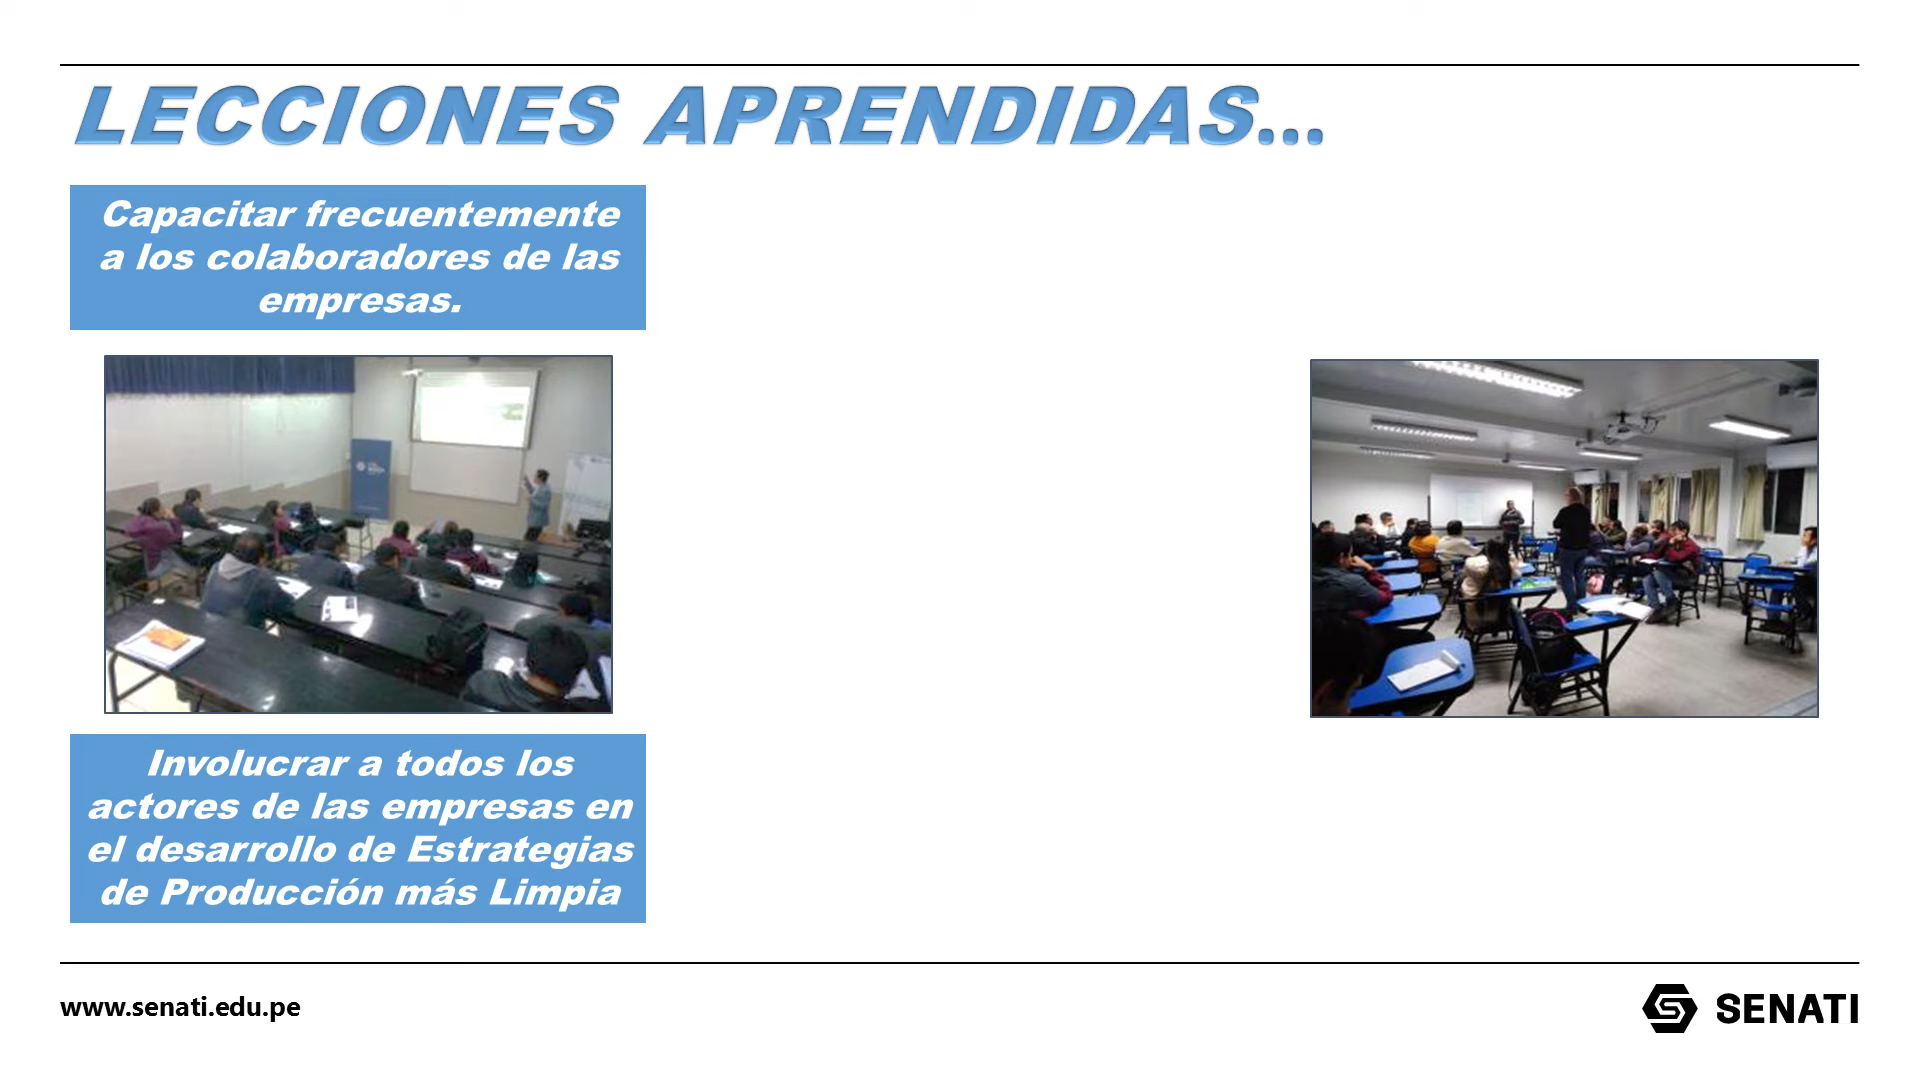 LECCIONES APRENDIDAS...
Capacitar frecuentemente
a los colaboradores de las
empresas.
Involucrar a todos los
actores de las empresas en
el desarrollo de Estrategias
de Producción más Limpia
www.senati.edu.pe
SENATI